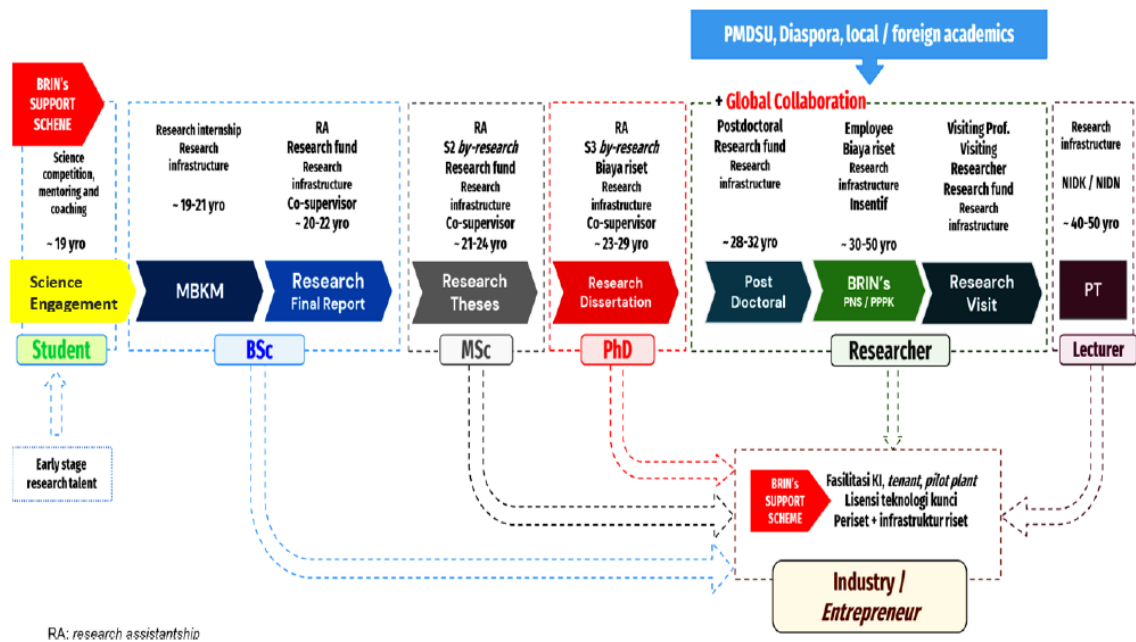 PMDSU, Diaspora, local / foreign academics
BRIN's
SUPPORT
SCHEME
Science
competition,
mentoring and
coaching
~ 19 yro
Science
Engagement
Student
Early stage
research talent
Research internship
Research
infrastructure
~ 19-21 yro
MBKM
RA
Research fund
Research
infrastructure
Co-supervisor
~ 20-22 yro
Research
Final Report
BSc
RA
S2 by-research
Research fund
Research
infrastructure
Co-supervisor
~ 21-24 yro
Research
Theses
MSc
RA
S3 by-research
Biaya riset
Research
infrastructure
Co-supervisor
~ 23-29 yro
Research
Dissertation
PhD
+ Global Collaboration
Postdoctoral
Research fund
Research
infrastructure
~ 28-32 yro
Post
Doctoral
Employee
Biaya riset
Research
infrastructure
Insentif
~ 30-50 yro
BRIN's
PNS / PPPK
Visiting Prof.
Visiting
Researcher
Research fund
Research
infrastructure
Research
Visit
Researcher
Research
infrastructure
NIDK / NIDN
~ 40-50 yro
PT
Lecturer
BRIN's
SUPPORT
SCHEME
Fasilitasi KI, tenant, pilot plant
Lisensi teknologi kunci
Periset + infrastruktur riset
Industry /
Entrepreneur
RA: research assistantship